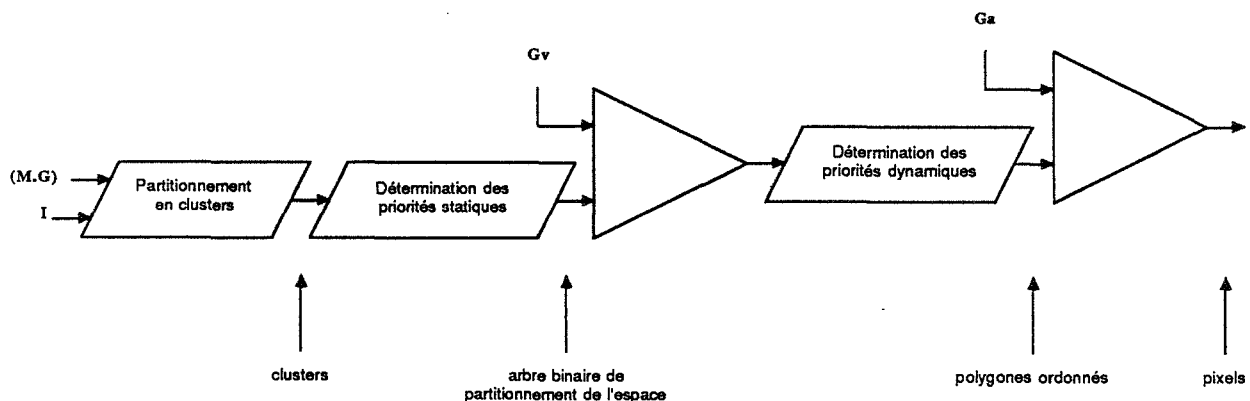 Ga
Gv
(M.G)
I
Partitionnement
en clusters
Détermination des
priorités statiques
Détermination des
priorités dynamiques
clusters
arbre binaire de
partitionnement de l'espace
polygones ordonnés
pixels